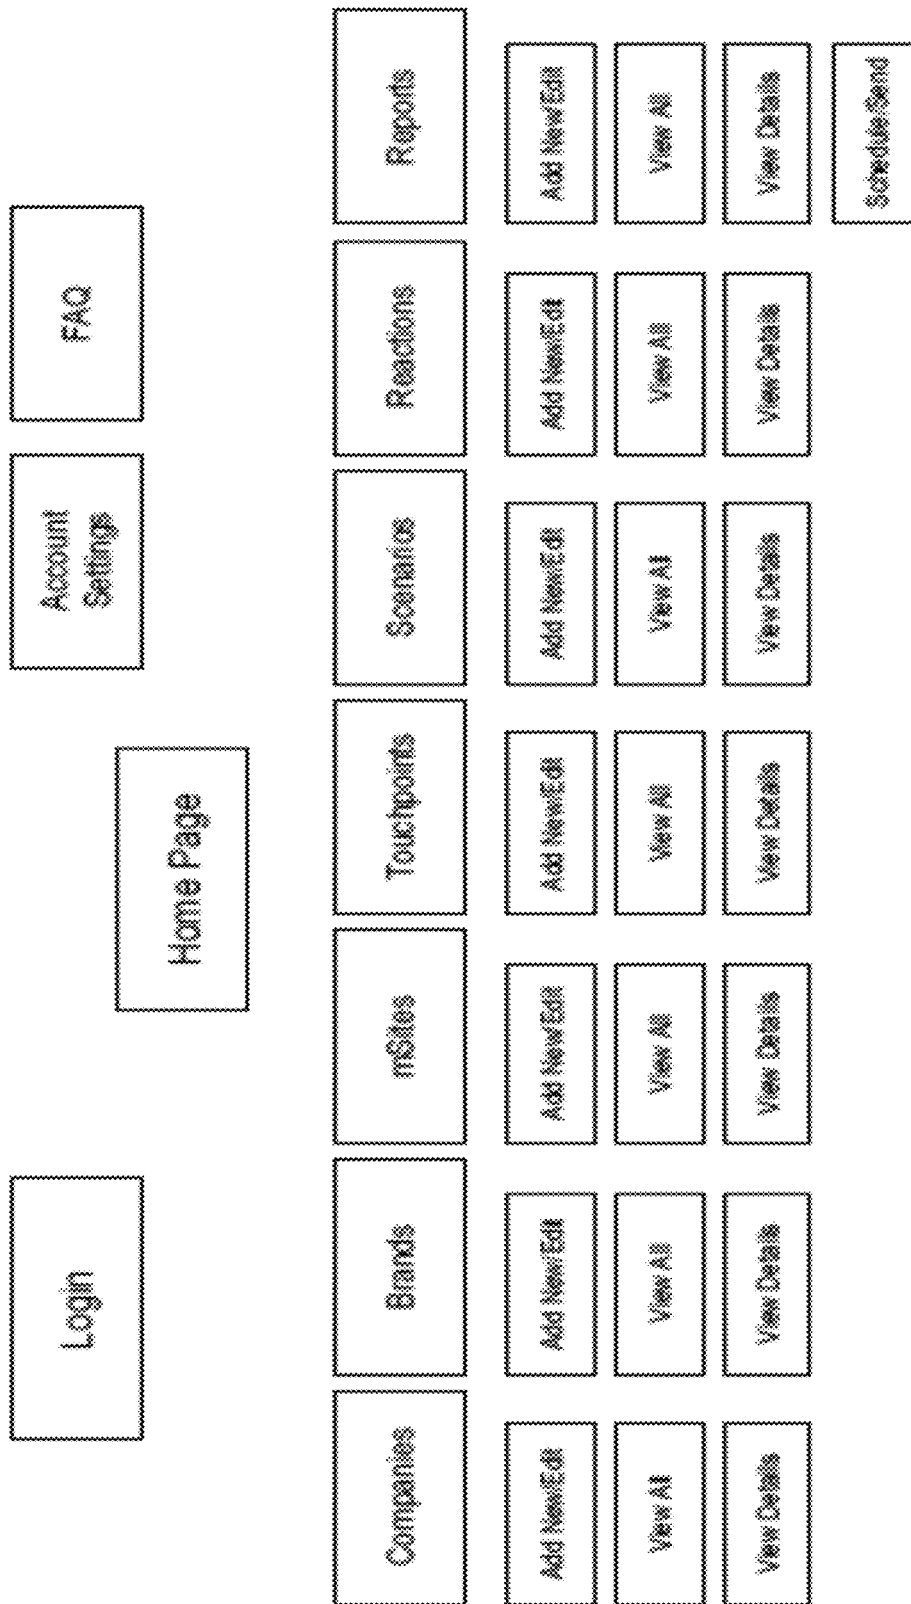 Login
Account
Settings
FAQ
Home Page
Companies
Brands
mSites
Touchpoints
Scenarios
Reactions
Reports
Add New/Edit
Add New/Edit
Add New/Edit
Add New/Edit
Add New/Edit
Add New/Edit
Add New/Edit
View All
View All
View All
View All
View All
View All
View All
View Details
View Details
View Details
View Details
View Details
View Details
View Details
Schedule Send